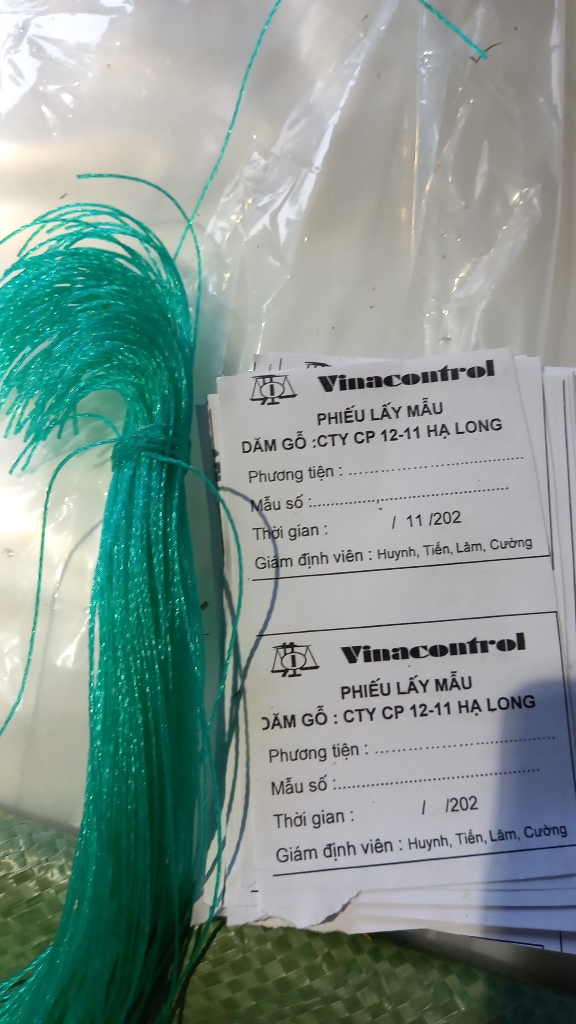 Vinacontrol
PHIẾU LẤY MẪU
DĂM GỖ :CTY CP 12-11 HẠ LONG
Phương tiện : ........................................
Mẫu số :.............................................
Thời gian : / 11 /202
Giám định viên : Huynh, Tiến, Lâm, Cường
Vinacontrol
PHIẾU LẤY MẪU
DĂM GỖ : CTY CP 12-11 HẠ LONG
Phương tiện : ........................................
Mẫu số :.............................................
Thời gian : / /202
Giám định viên : Huynh, Tiến, Lâm, Cường